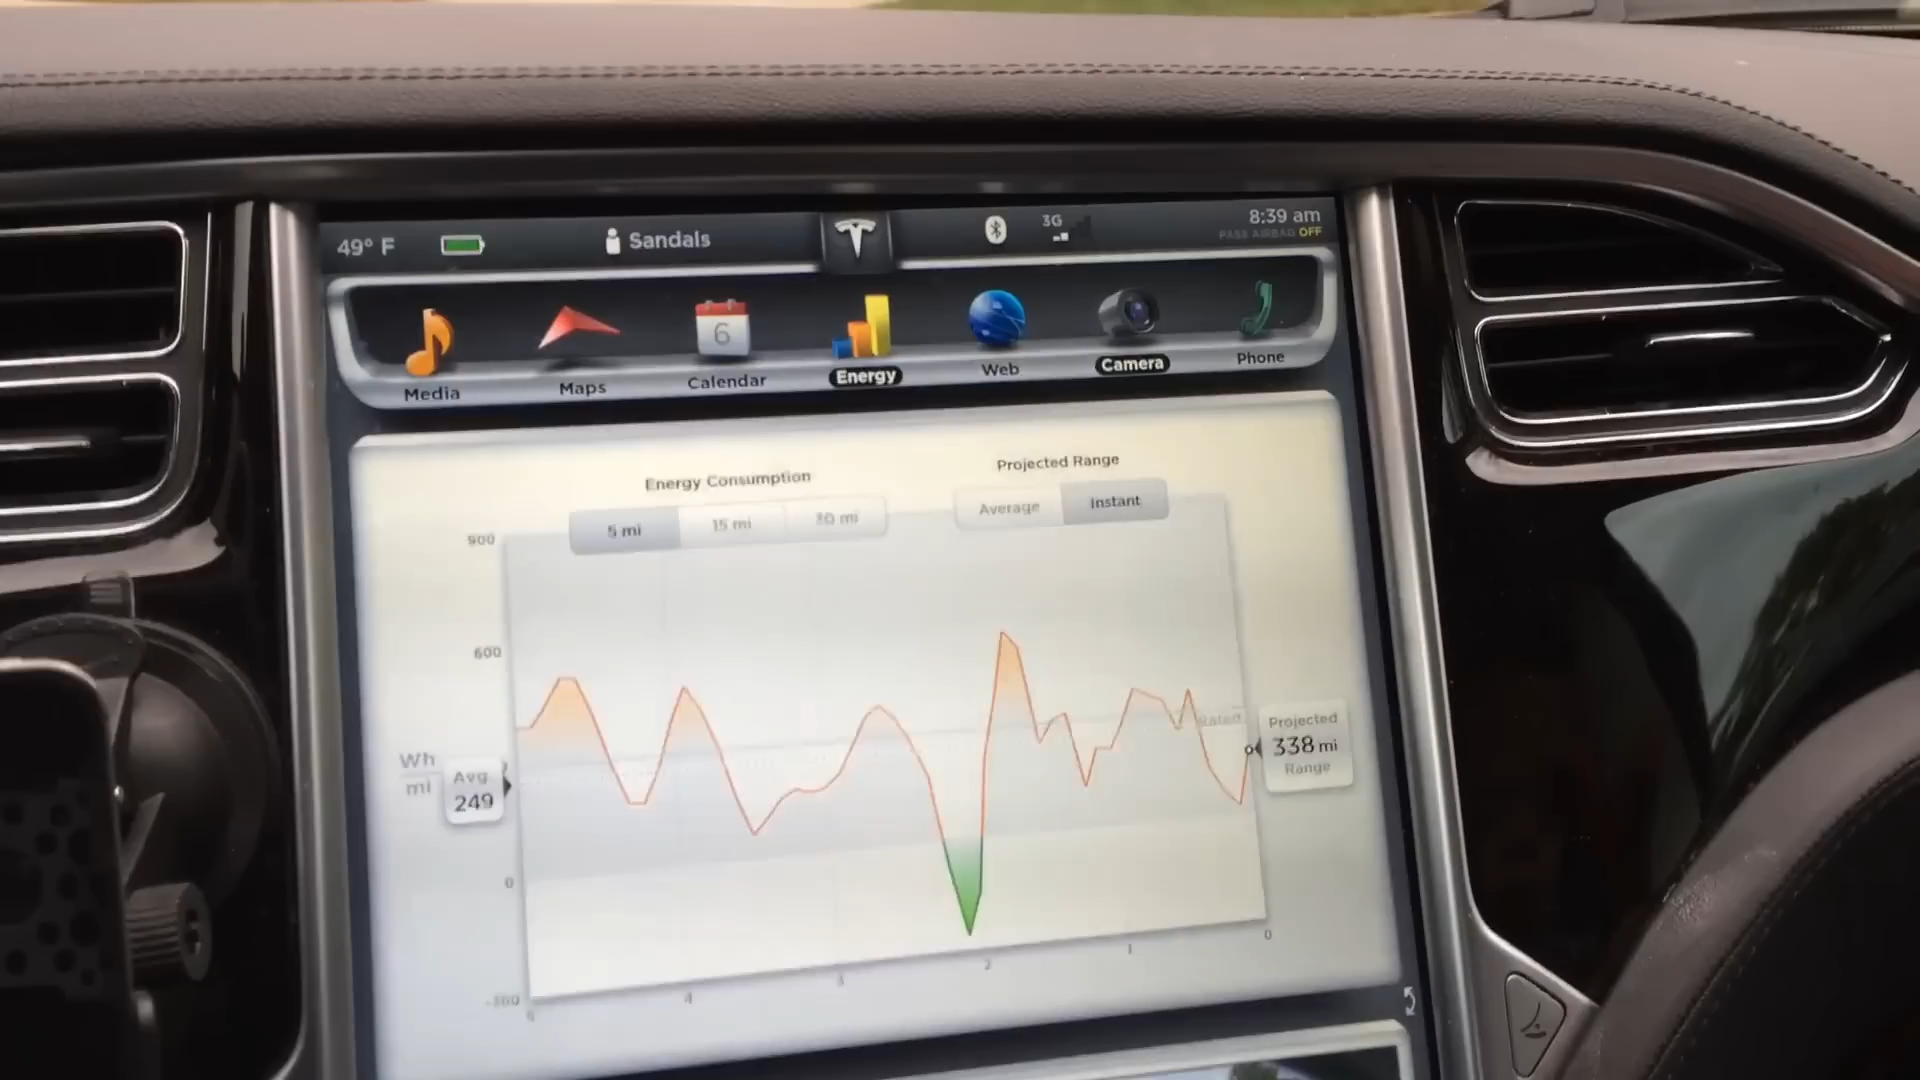 49° F
Sandals
3G
8:39 am
PASS AIRBAG OFF
Media
Maps
6
Calendar
Energy
Web
Camera
Phone
Energy Consumption
5 mi
15 mi
30 mi
Projected Range
Average
Instant
900
600
0
-300
Wh
mi
Avg
249
Rated
Projected
338 mi
Range
5
4
3
2
1
0